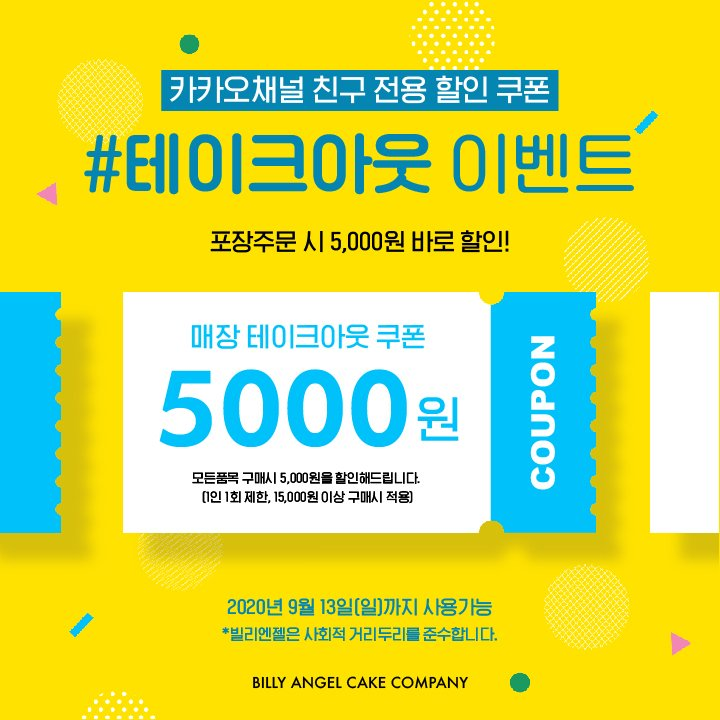 카카오채널 친구 전용 할인 쿠폰
#테이크아웃 이벤트
포장주문 시 5,000원 바로 할인!
매장 테이크아웃 쿠폰
5000원
모든품목 구매시 5,000원을 할인해드립니다.
(1인 1회 제한, 15,000원 이상 구매시 적용)
COUPON
2020년 9월 13일(일)까지 사용가능
*빌리엔젤은 사회적 거리두리를 준수합니다.
BILLY ANGEL CAKE COMPANY